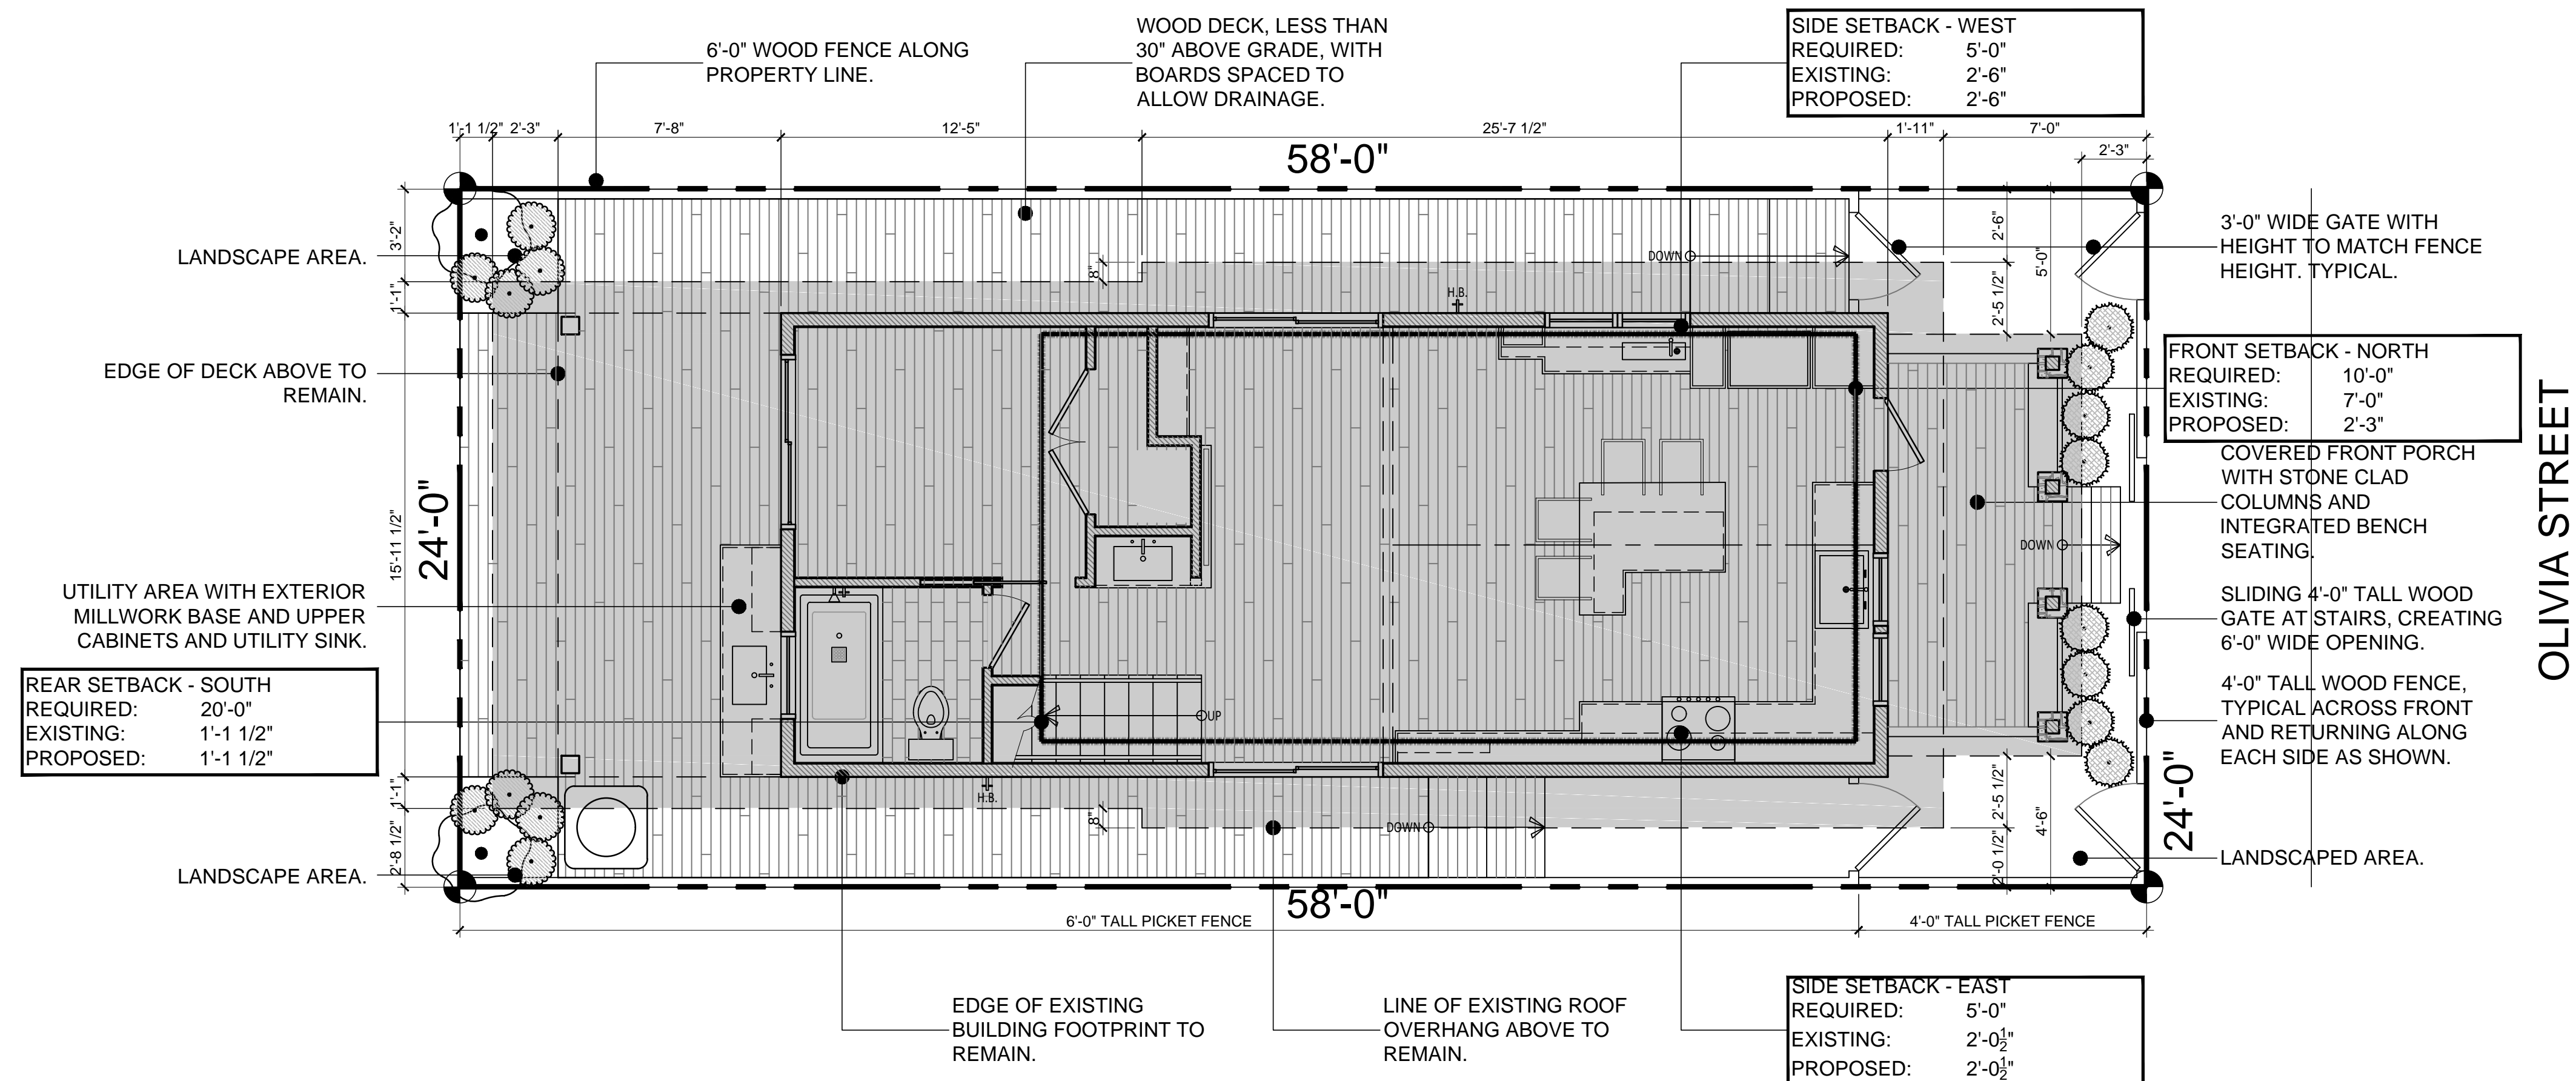 6'-0" WOOD FENCE ALONG
PROPERTY LINE.
WOOD DECK, LESS THAN
30" ABOVE GRADE, WITH
BOARDS SPACED TO
ALLOW DRAINAGE.
SIDE SETBACK - WEST
REQUIRED: 5'-0"
EXISTING: 2'-6"
PROPOSED: 2'-6"
1'-1 1/2" 2'-3" 7'-8" 12'-5" 25'-7 1/2" 1'-11" 7'-0"
2'-3"
58'-0"
3'-2"
1'-1"
15'-11 1/2"
1'-1"
2'-8 1/2"
24'-0"
LANDSCAPE AREA.
EDGE OF DECK ABOVE TO
REMAIN.
UTILITY AREA WITH EXTERIOR
MILLWORK BASE AND UPPER
CABINETS AND UTILITY SINK.
REAR SETBACK - SOUTH
REQUIRED: 20'-0"
EXISTING: 1'-1 1/2"
PROPOSED: 1'-1 1/2"
LANDSCAPE AREA.
8"
H.B.
DOWN
UP
H.B.
8"
DOWN
DOWN
2'-6"
2'-5 1/2"
5'-0"
2'-5 1/2"
2'-0 1/2"
4'-6"
3'-0" WIDE GATE WITH
HEIGHT TO MATCH FENCE
HEIGHT. TYPICAL.
FRONT SETBACK - NORTH
REQUIRED: 10'-0"
EXISTING: 7'-0"
PROPOSED: 2'-3"
COVERED FRONT PORCH
WITH STONE CLAD
COLUMNS AND
INTEGRATED BENCH
SEATING.
SLIDING 4'-0" TALL WOOD
GATE AT STAIRS, CREATING
6'-0" WIDE OPENING.
4'-0" TALL WOOD FENCE,
TYPICAL ACROSS FRONT
AND RETURNING ALONG
EACH SIDE AS SHOWN.
24'-0"
LANDSCAPED AREA.
OLIVIA STREET
58'-0"
6'-0" TALL PICKET FENCE
4'-0" TALL PICKET FENCE
EDGE OF EXISTING
BUILDING FOOTPRINT TO
REMAIN.
LINE OF EXISTING ROOF
OVERHANG ABOVE TO
REMAIN.
SIDE SETBACK - EAST
REQUIRED: 5'-0"
EXISTING: 2'-0½"
PROPOSED: 2'-0½"